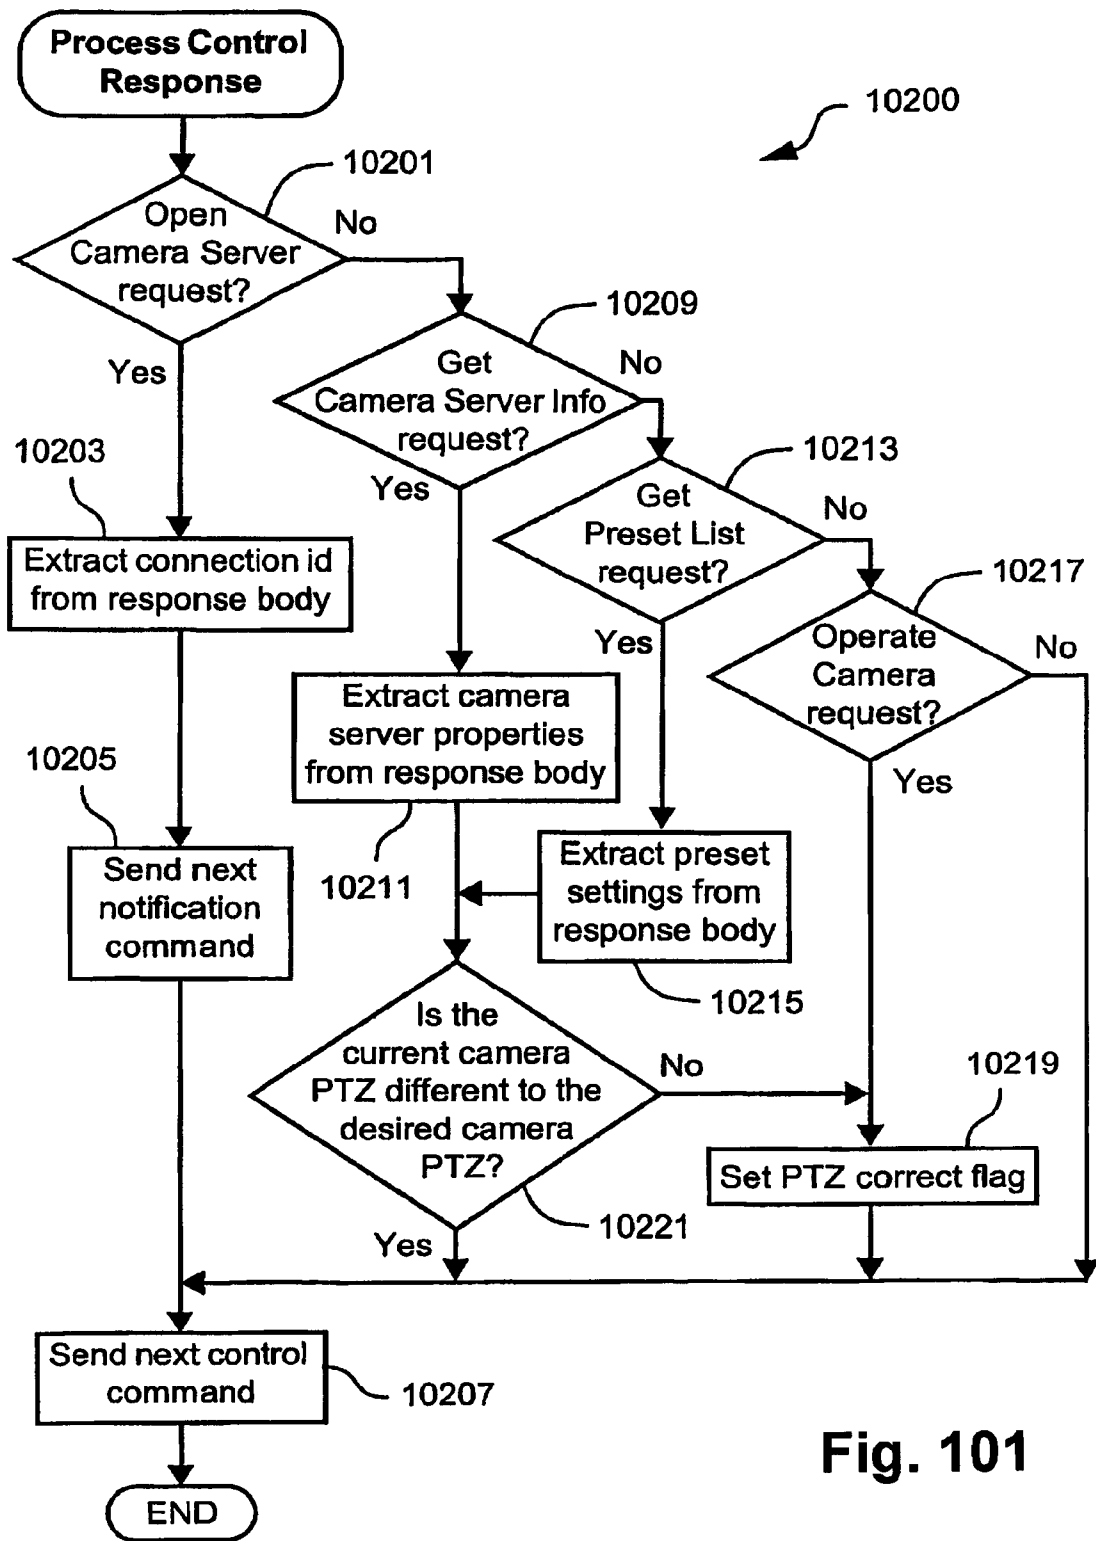 Process Control
Response
10200
10201
Open
Camera Server
request?
No
Yes
10209
Get
Camera Server Info
request?
No
Yes
10203
Extract connection id
from response body
10213
Get
Preset List
request?
No
Yes
10217
Operate
Camera
request?
No
Yes
Extract camera
server properties
from response body
10211
10205
Send next
notification
command
Extract preset
settings from
response body
10215
Is the
current camera
PTZ different to the
desired camera
PTZ?
No
Yes
10221
10219
Set PTZ correct flag
Send next control
command
10207
END
Fig. 101